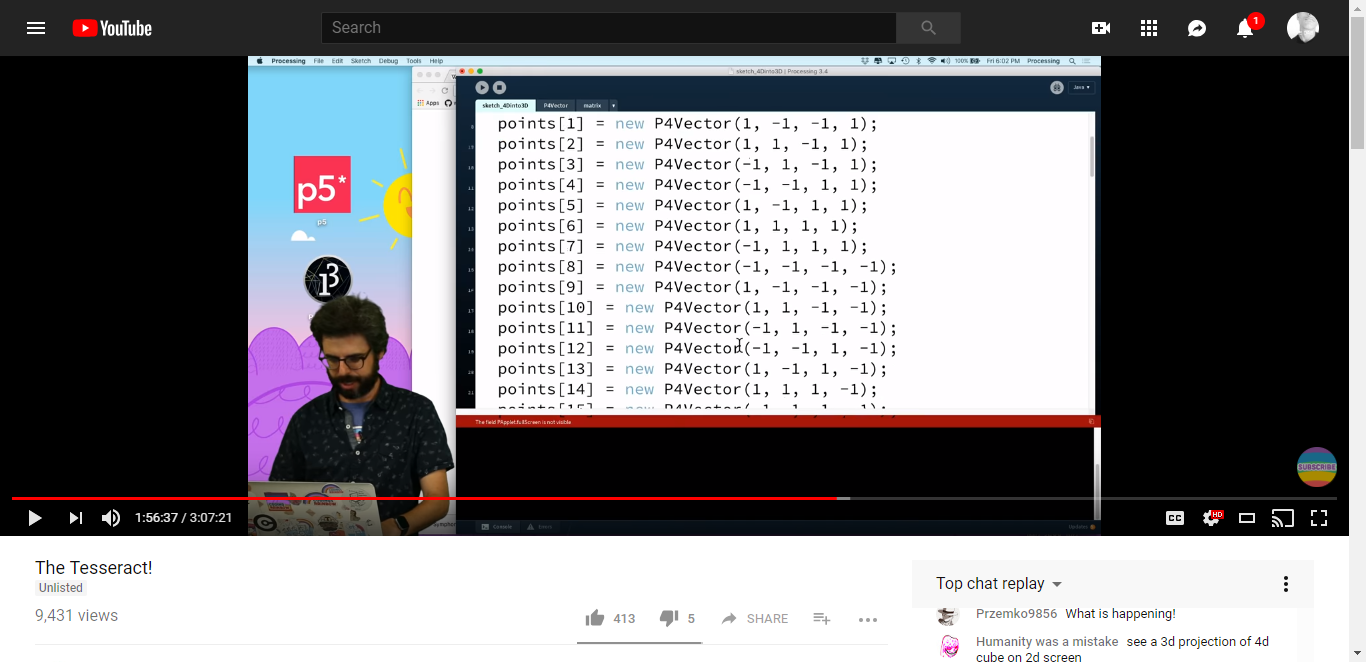 YouTube
Search
1
Processing File Edit Sketch Debug Tools Help
100% Fri 6:02 PM Processing
sketch_4Dinto3D | Processing 3.4
Apps
Java
sketch_4Dinto3D P4Vector matrix
points[1] = new P4Vector(1, -1, -1, 1);
points[2] = new P4Vector(1, 1, -1, 1);
points[3] = new P4Vector(-1, 1, -1, 1);
points[4] = new P4Vector(-1, -1, 1, 1);
points[5] = new P4Vector(1, -1, 1, 1);
points[6] = new P4Vector(1, 1, 1, 1);
points[7] = new P4Vector(-1, 1, 1, 1);
points[8] = new P4Vector(-1, -1, -1, -1);
points[9] = new P4Vector(1, -1, -1, -1);
points[10] = new P4Vector(1, 1, -1, -1);
points[11] = new P4Vector(-1, 1, -1, -1);
points[12] = new P4Vector(-1, -1, 1, -1);
points[13] = new P4Vector(1, -1, 1, -1);
points[14] = new P4Vector(1, 1, 1, -1);
p5*
p5
The field PApplet.fullScreen is not visible
Console Errors
Updates
SUBSCRIBE
1:56:37 / 3:07:21
CC
HD
The Tesseract!
Unlisted
9,431 views
413 5 SHARE
Top chat replay
Przemko9856 What is happening!
Humanity was a mistake see a 3d projection of 4d
cube on 2d screen